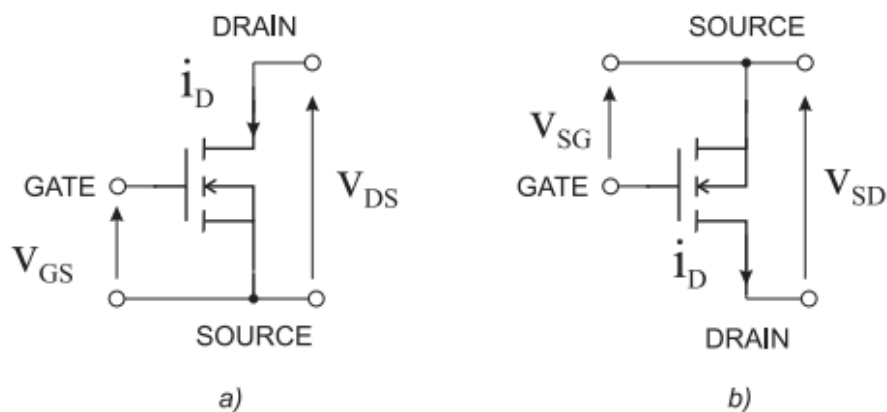 DRAIN
i_D
GATE
v_GS
v_DS
SOURCE
a)
SOURCE
v_SG
GATE
v_SD
i_D
DRAIN
b)